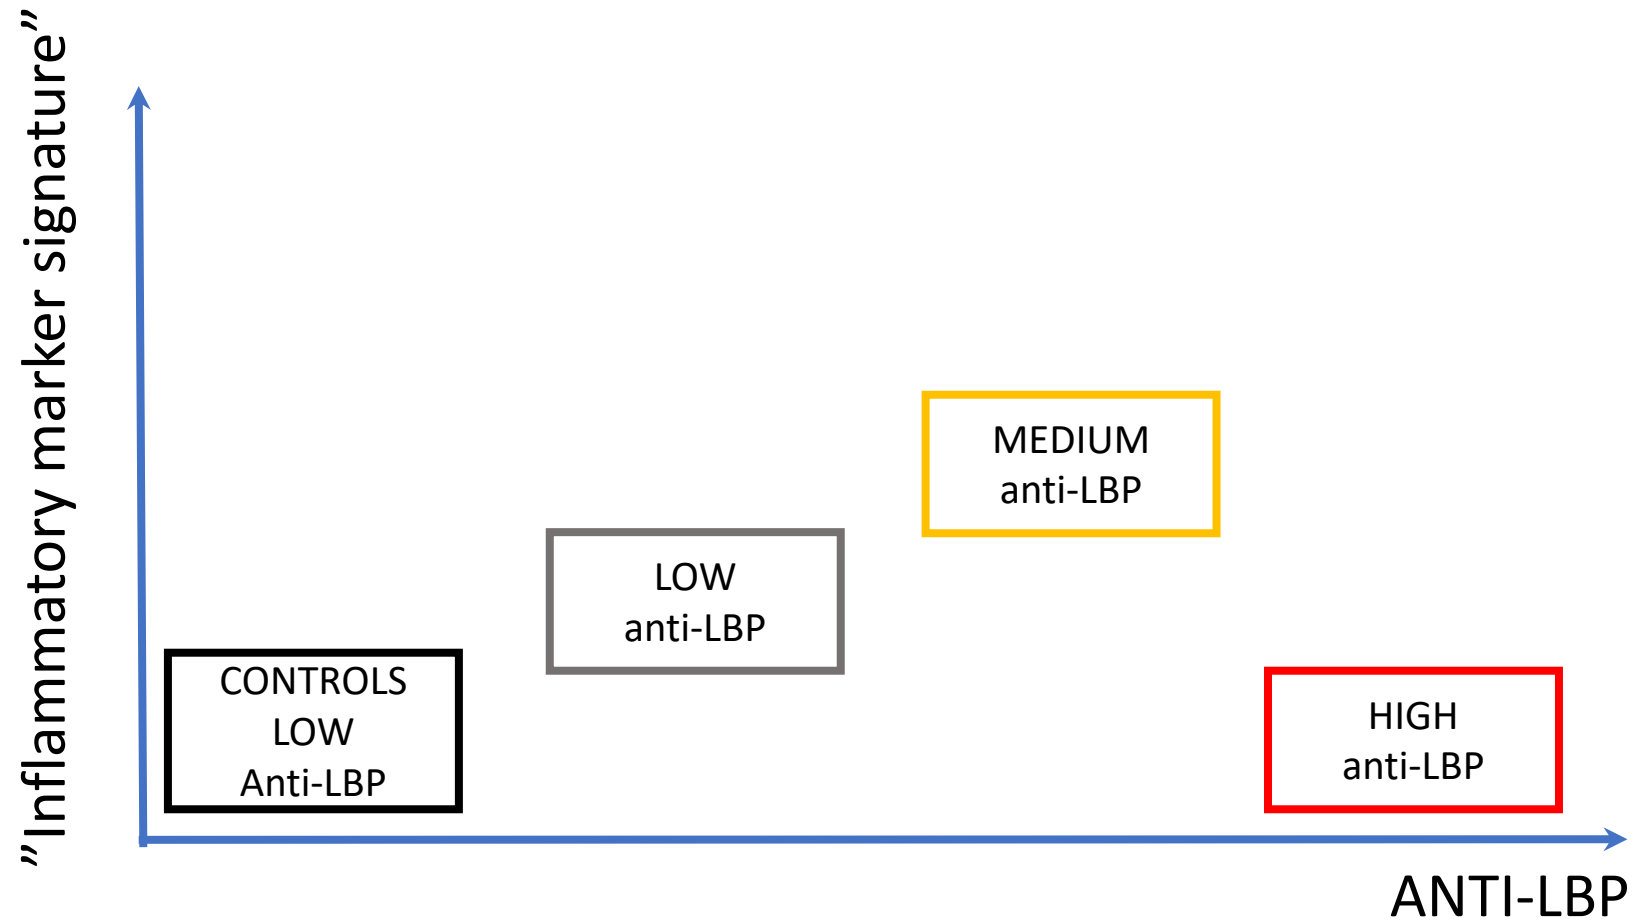 ”Inflammatory marker signature”
MEDIUM
anti-LBP
LOW
anti-LBP
CONTROLS
LOW
Anti-LBP
HIGH
anti-LBP
ANTI-LBP